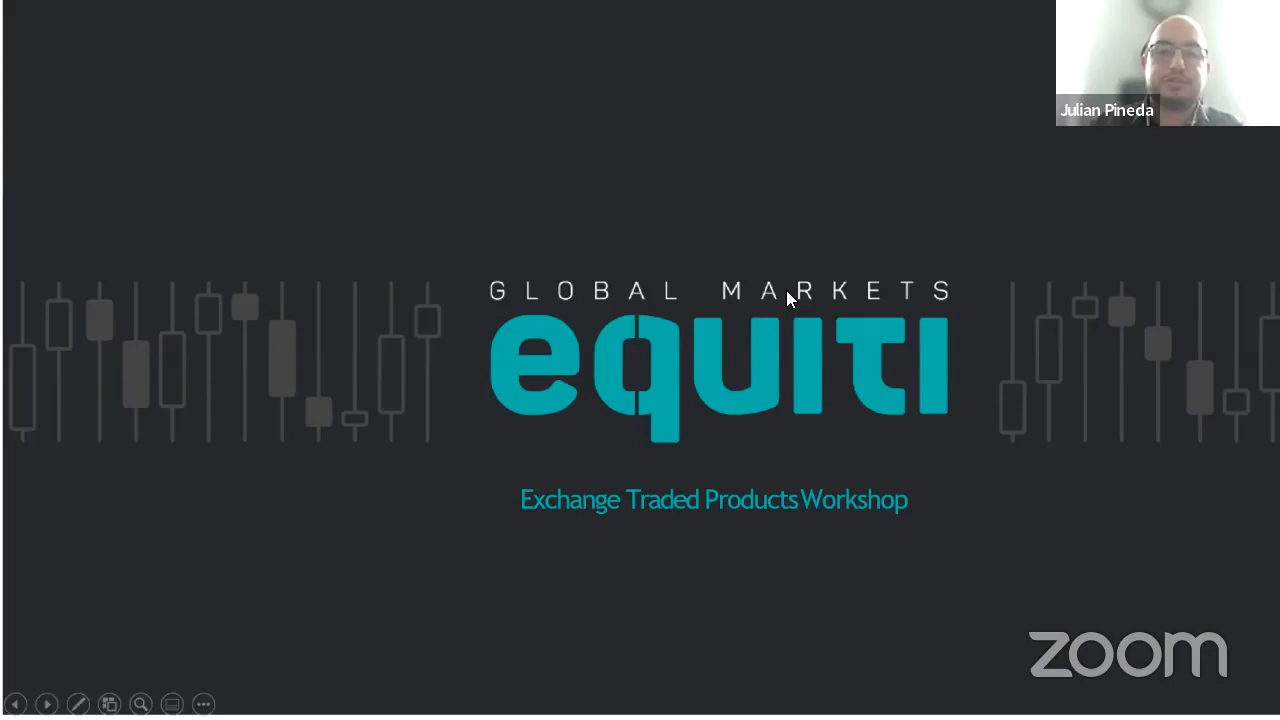 Julian Pineda
GLOBAL MARKETS
equiti
Exchange Traded Products Workshop
zoom